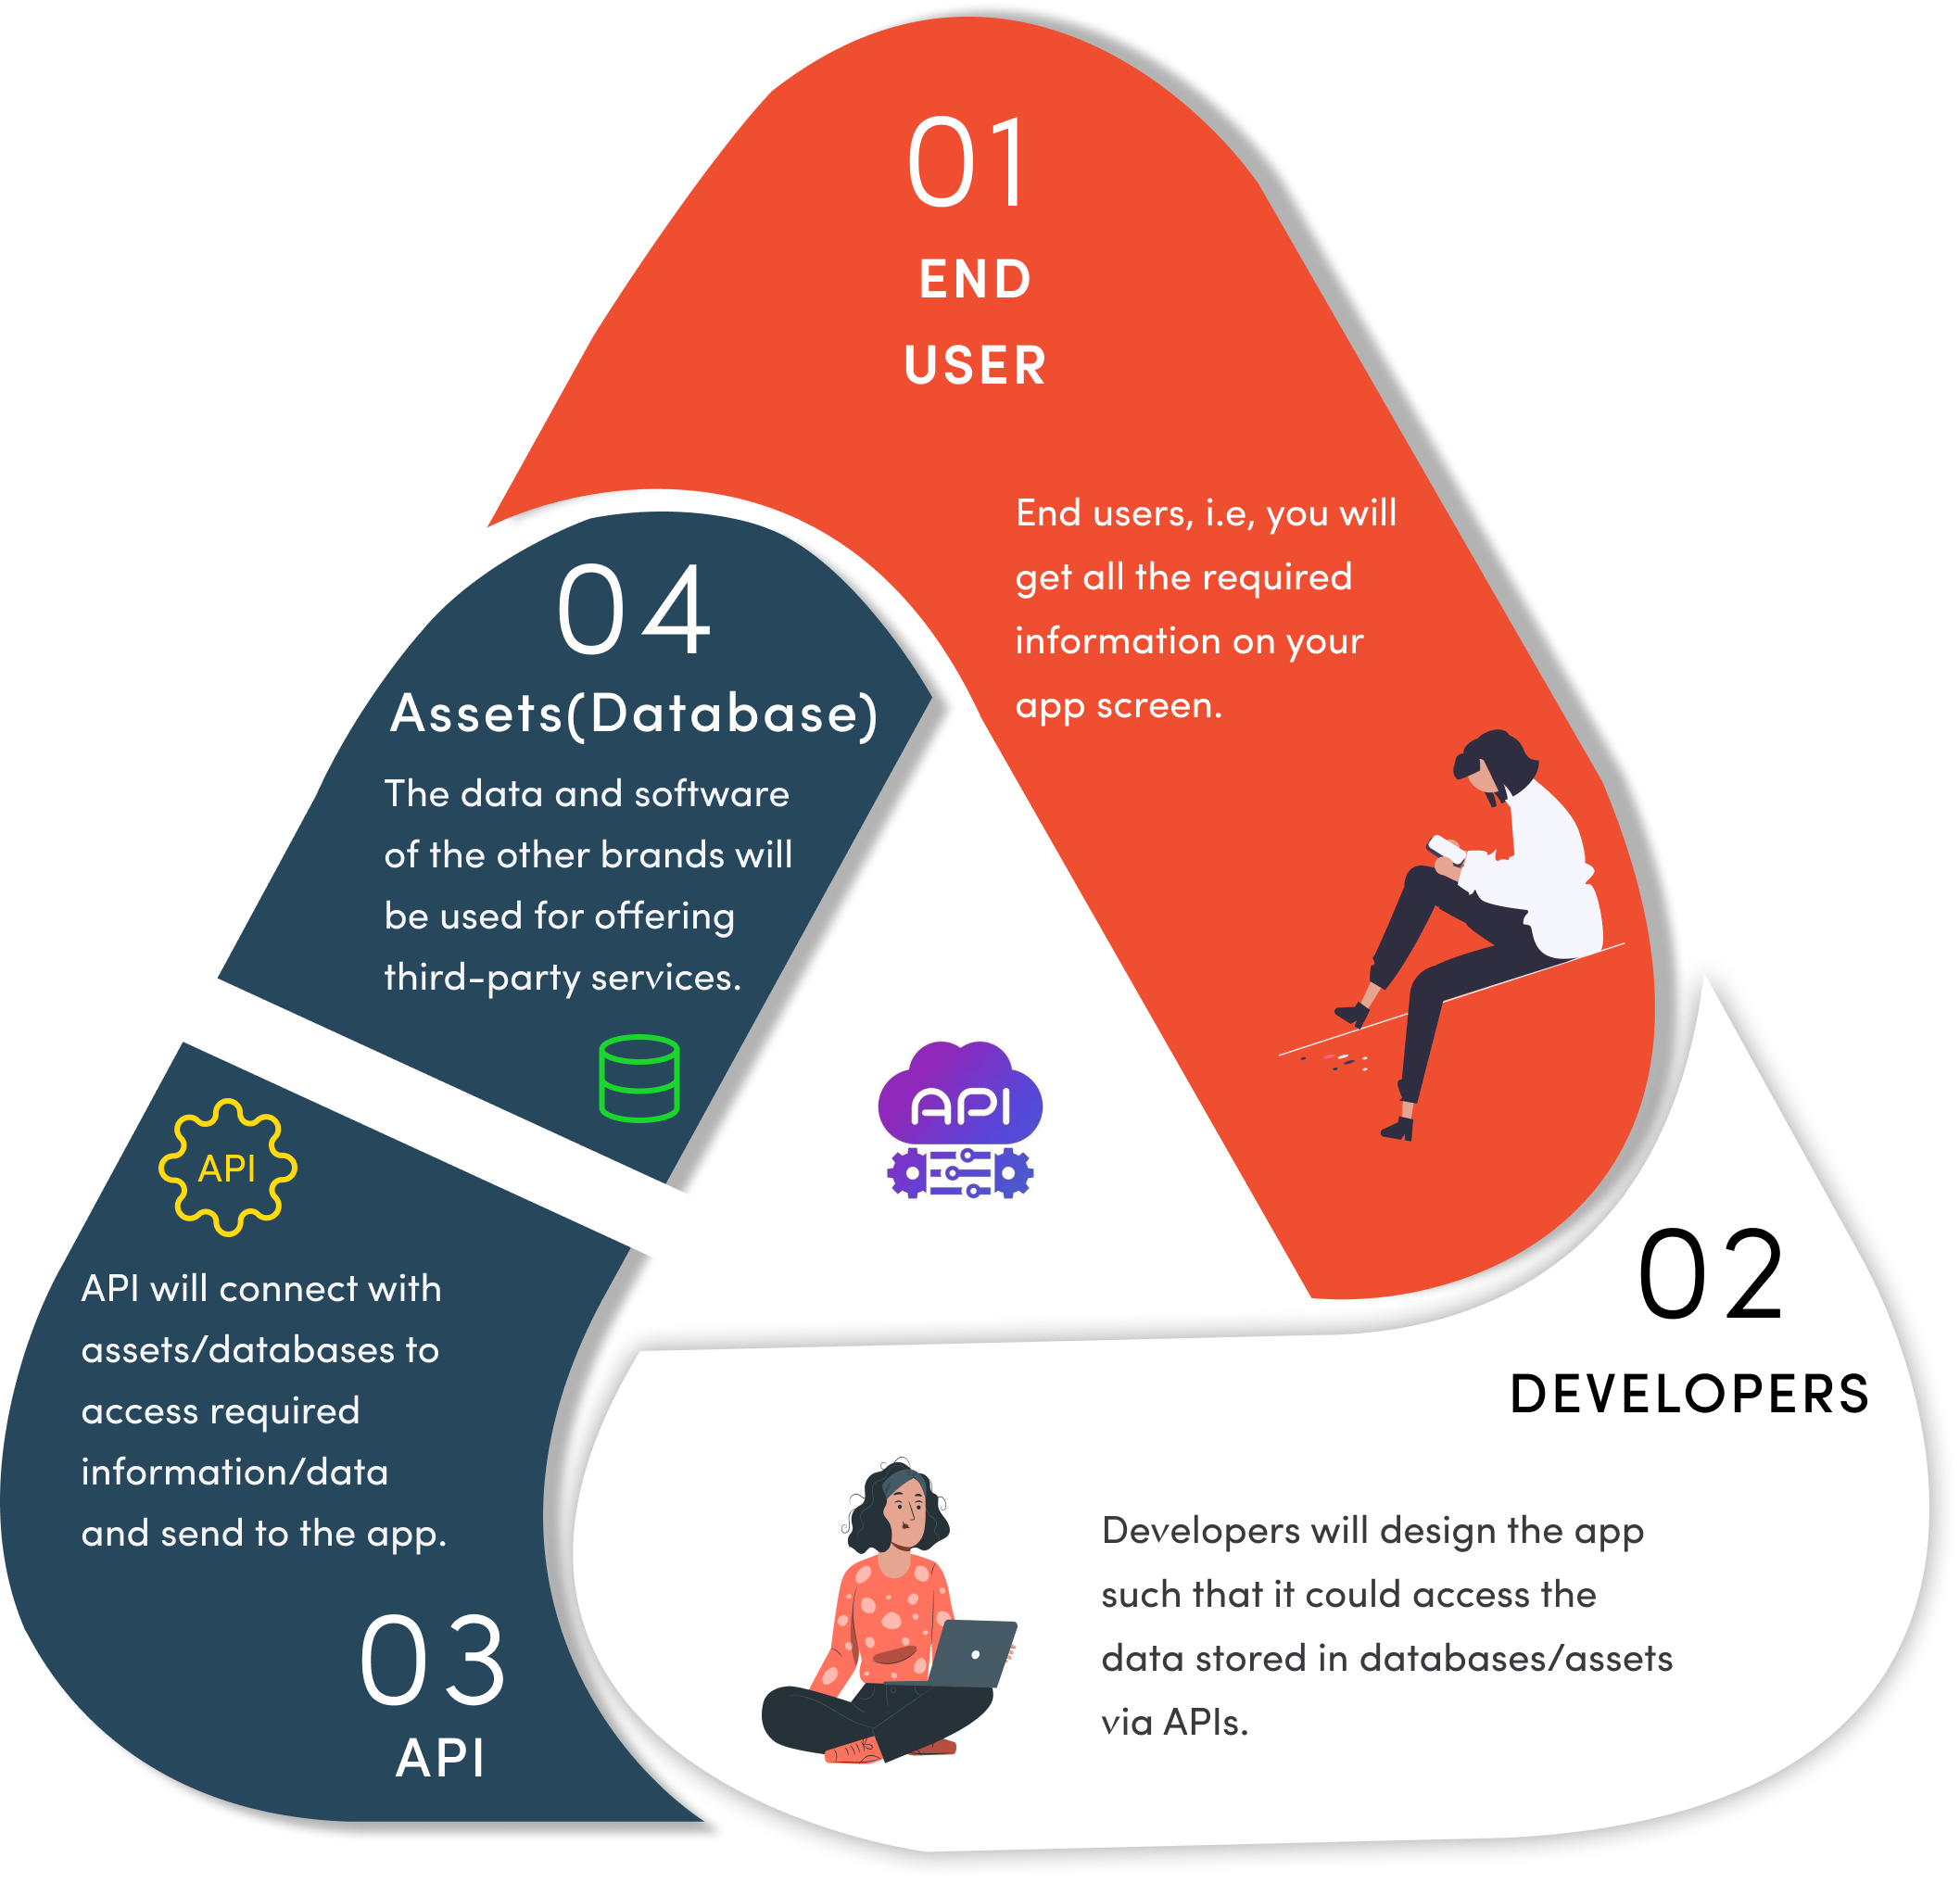 01
END
USER
End users, i.e, you will
get all the required
information on your
app screen.
04
Assets(Database)
The data and software
of the other brands will
be used for offering
third-party services.
API
API
API will connect with
assets/databases to
access required
information/data
and send to the app.
03
API
02
DEVELOPERS
Developers will design the app
such that it could access the
data stored in databases/assets
via APIs.